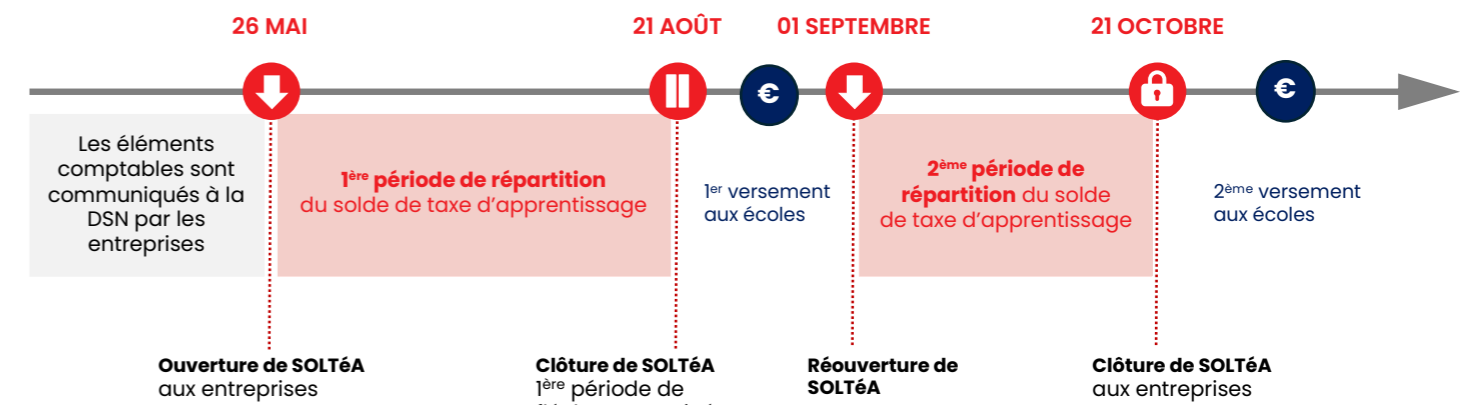 26 MAI
21 AOÛT
01 SEPTEMBRE
21 OCTOBRE
€
€
Les éléments
comptables sont
communiqués à la
DSN par les
entreprises
1ère période de répartition
du solde de taxe d'apprentissage
1er versement
aux écoles
2ème période de
répartition du solde
de taxe d'apprentissage
2ème versement
aux écoles
Ouverture de SOLTéA
aux entreprises
Clôture de SOLTéA
1ère période de
Réouverture de
SOLTéA
Clôture de SOLTéA
aux entreprises